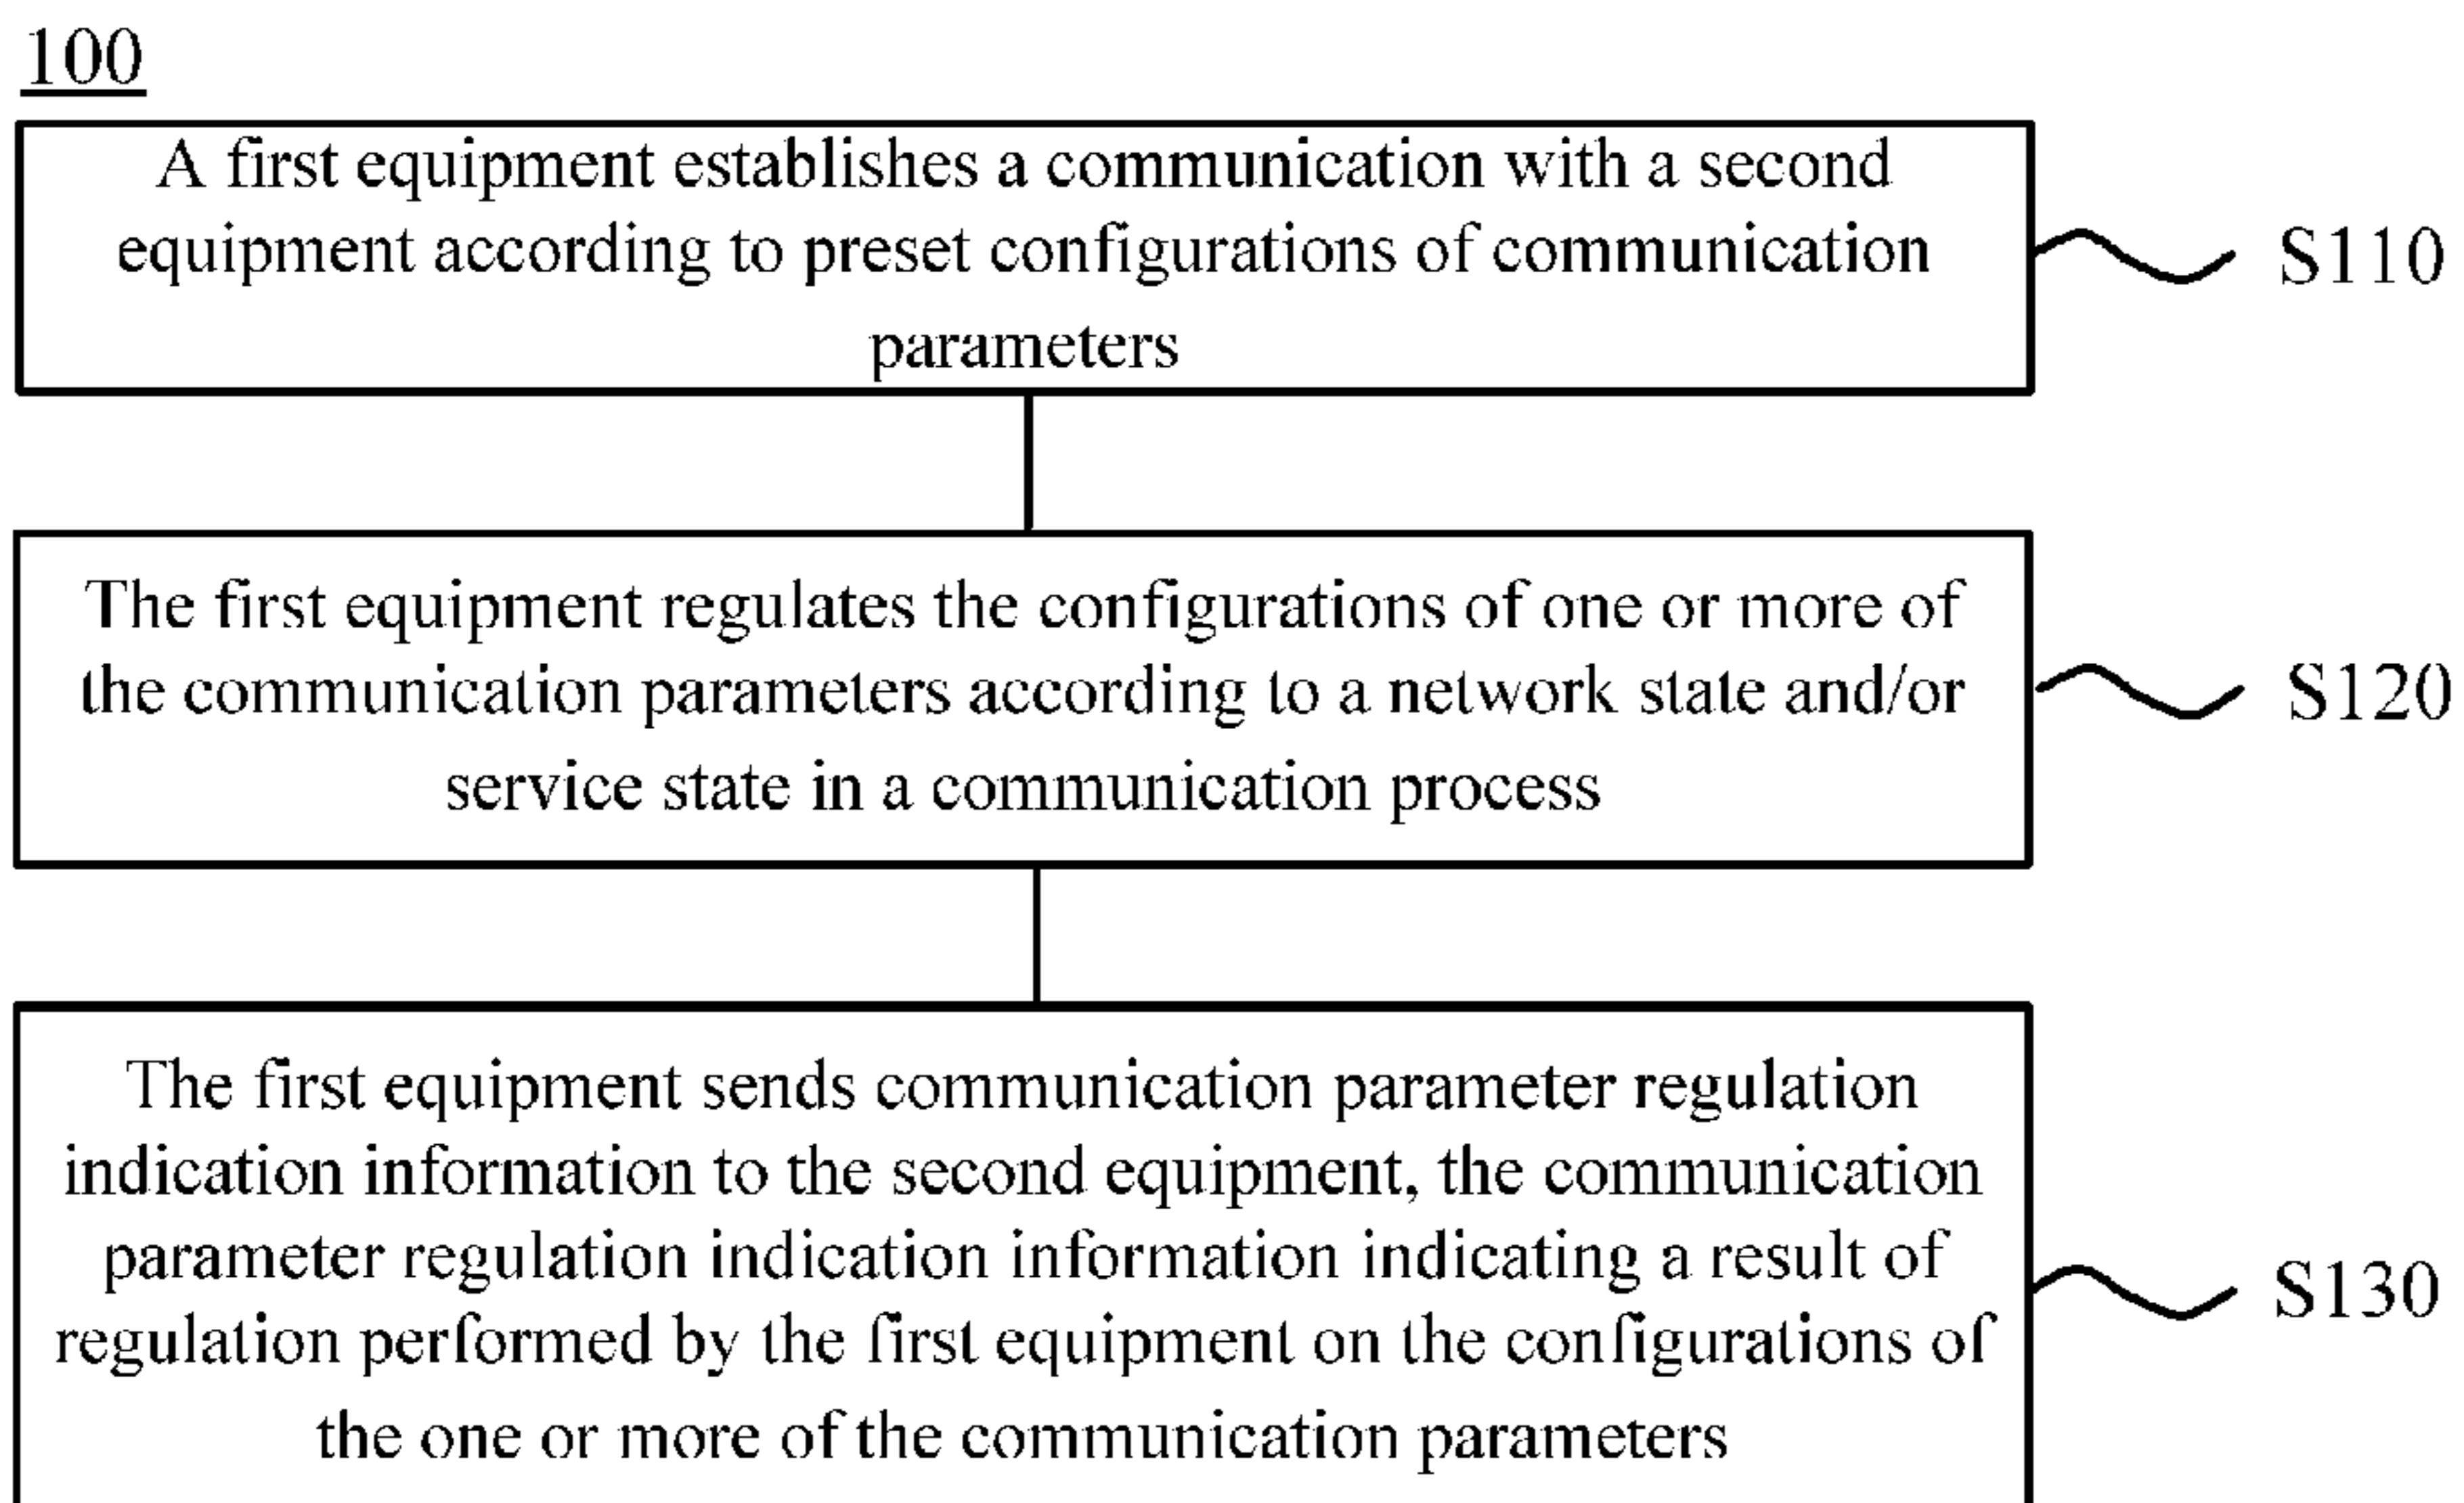 100
A first equipment establishes a communication with a second
equipment according to preset configurations of communication
parameters
S110
The first equipment regulates the configurations of one or more of
the communication parameters according to a network state and/or
service state in a communication process
S120
The first equipment sends communication parameter regulation
indication information to the second equipment, the communication
parameter regulation indication information indicating a result of
regulation performed by the first equipment on the configurations of
the one or more of the communication parameters
S130